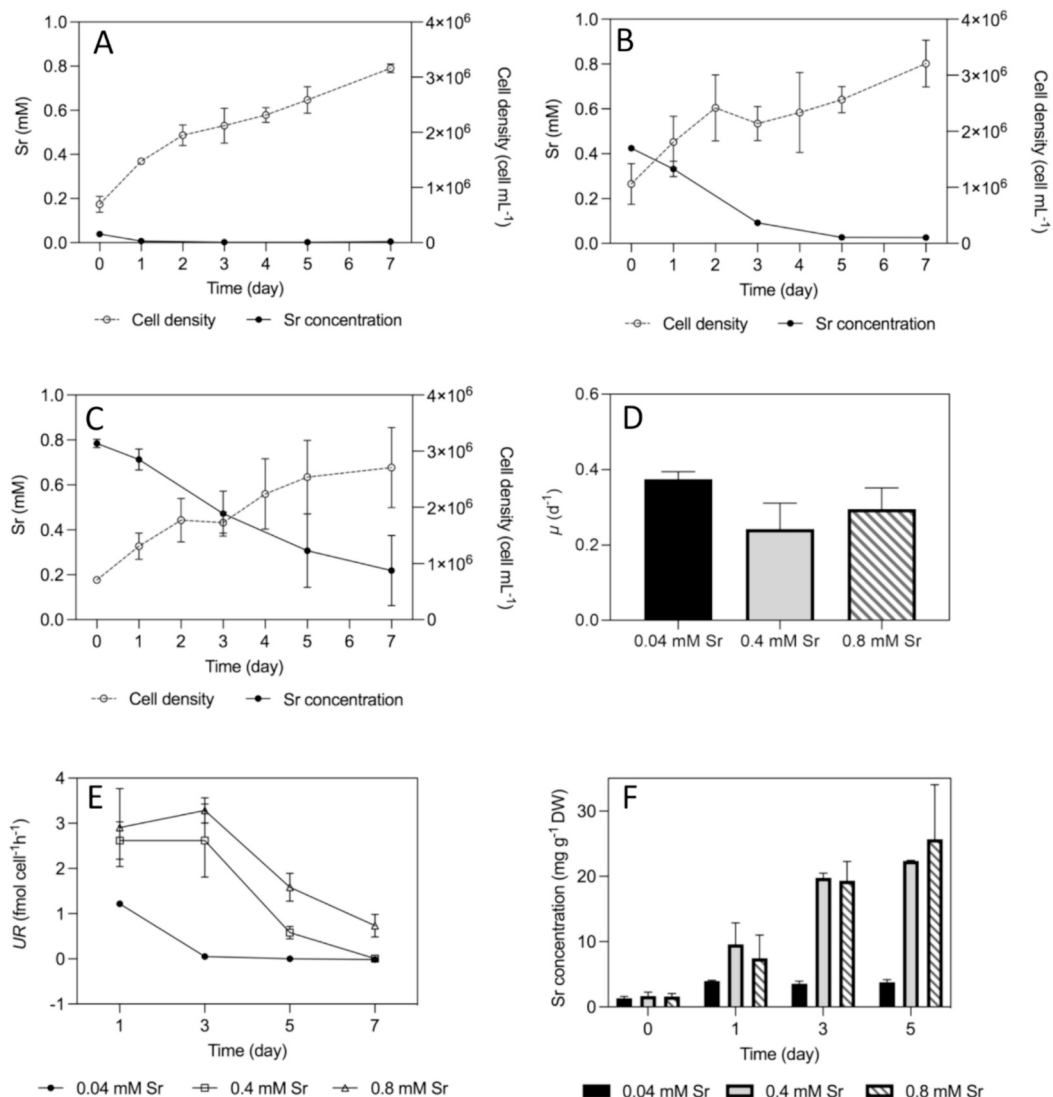 A
Sr (mM)
1.0
0.8
0.6
0.4
0.2
0.0
4×10⁶
3×10⁶
2×10⁶
1×10⁶
0
Cell density (cell mL⁻¹)
0 1 2 3 4 5 6 7
Time (day)
Cell density Sr concentration
B
Sr (mM)
1.0
0.8
0.6
0.4
0.2
0.0
4×10⁶
3×10⁶
2×10⁶
1×10⁶
0
Cell density (cell mL⁻¹)
0 1 2 3 4 5 6 7
Time (day)
Cell density Sr concentration
C
Sr (mM)
1.0
0.8
0.6
0.4
0.2
0.0
4×10⁶
3×10⁶
2×10⁶
1×10⁶
0
Cell density (cell mL⁻¹)
0 1 2 3 4 5 6 7
Time (day)
Cell density Sr concentration
D
μ (d⁻¹)
0.6
0.4
0.2
0.0
0.04 mM Sr 0.4 mM Sr 0.8 mM Sr
E
UR (fmol cell⁻¹h⁻¹)
4
3
2
1
0
-1
1 3 5 7
Time (day)
0.04 mM Sr 0.4 mM Sr 0.8 mM Sr
F
Sr concentration (mg g⁻¹ DW)
30
20
10
0
0 1 3 5
Time (day)
0.04 mM Sr 0.4 mM Sr 0.8 mM Sr